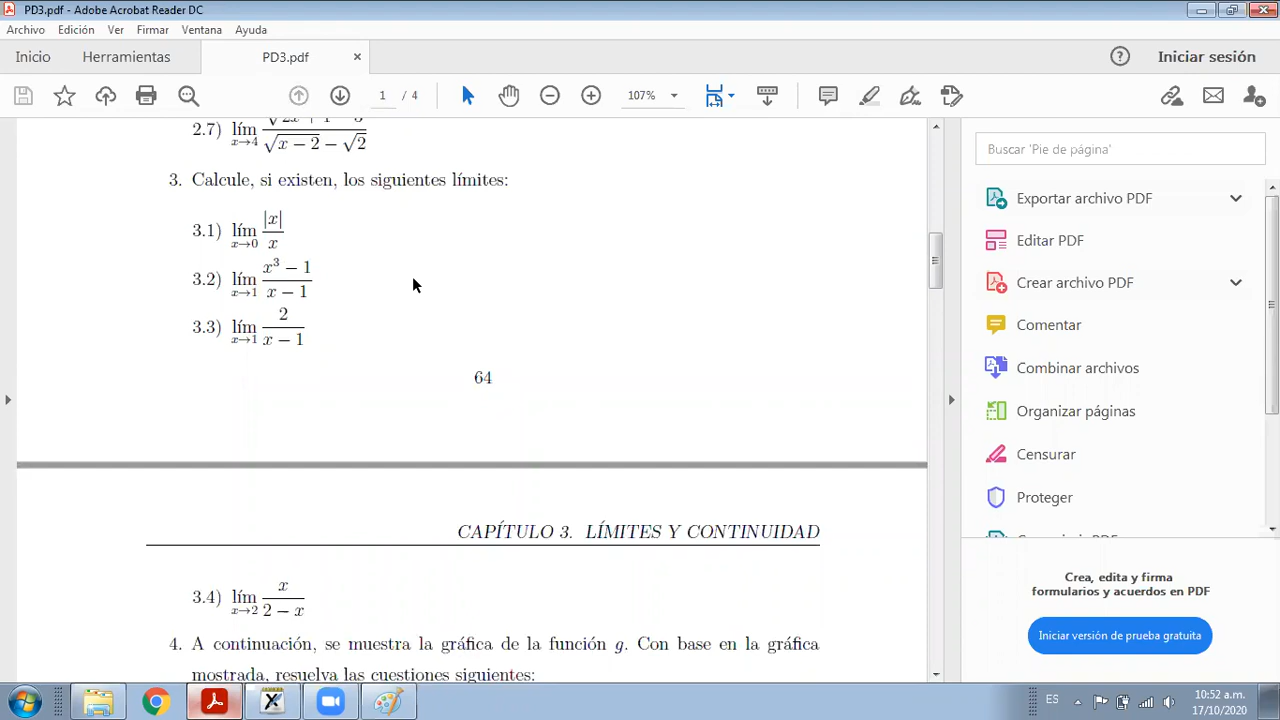 PD3.pdf - Adobe Acrobat Reader DC
Archivo Edición Ver Firmar Ventana Ayuda
Inicio Herramientas PD3.pdf × Iniciar sesión
1 / 4 107%
2.7) lím x→4 √(x − 2) − √2
3. Calcule, si existen, los siguientes límites:
3.1) lím x→0 |x| / x
3.2) lím x→1 x³ − 1 / x − 1
3.3) lím x→1 2 / x − 1
64
CAPÍTULO 3. LÍMITES Y CONTINUIDAD
3.4) lím x→2 x / 2 − x
4. A continuación, se muestra la gráfica de la función g. Con base en la gráfica
mostrada, resuelva las cuestiones siguientes:
Buscar 'Pie de página'
Exportar archivo PDF
Editar PDF
Crear archivo PDF
Comentar
Combinar archivos
Organizar páginas
Censurar
Proteger
Crea, edita y firma
formularios y acuerdos en PDF
Iniciar versión de prueba gratuita
ES
10:52 a.m.
17/10/2020